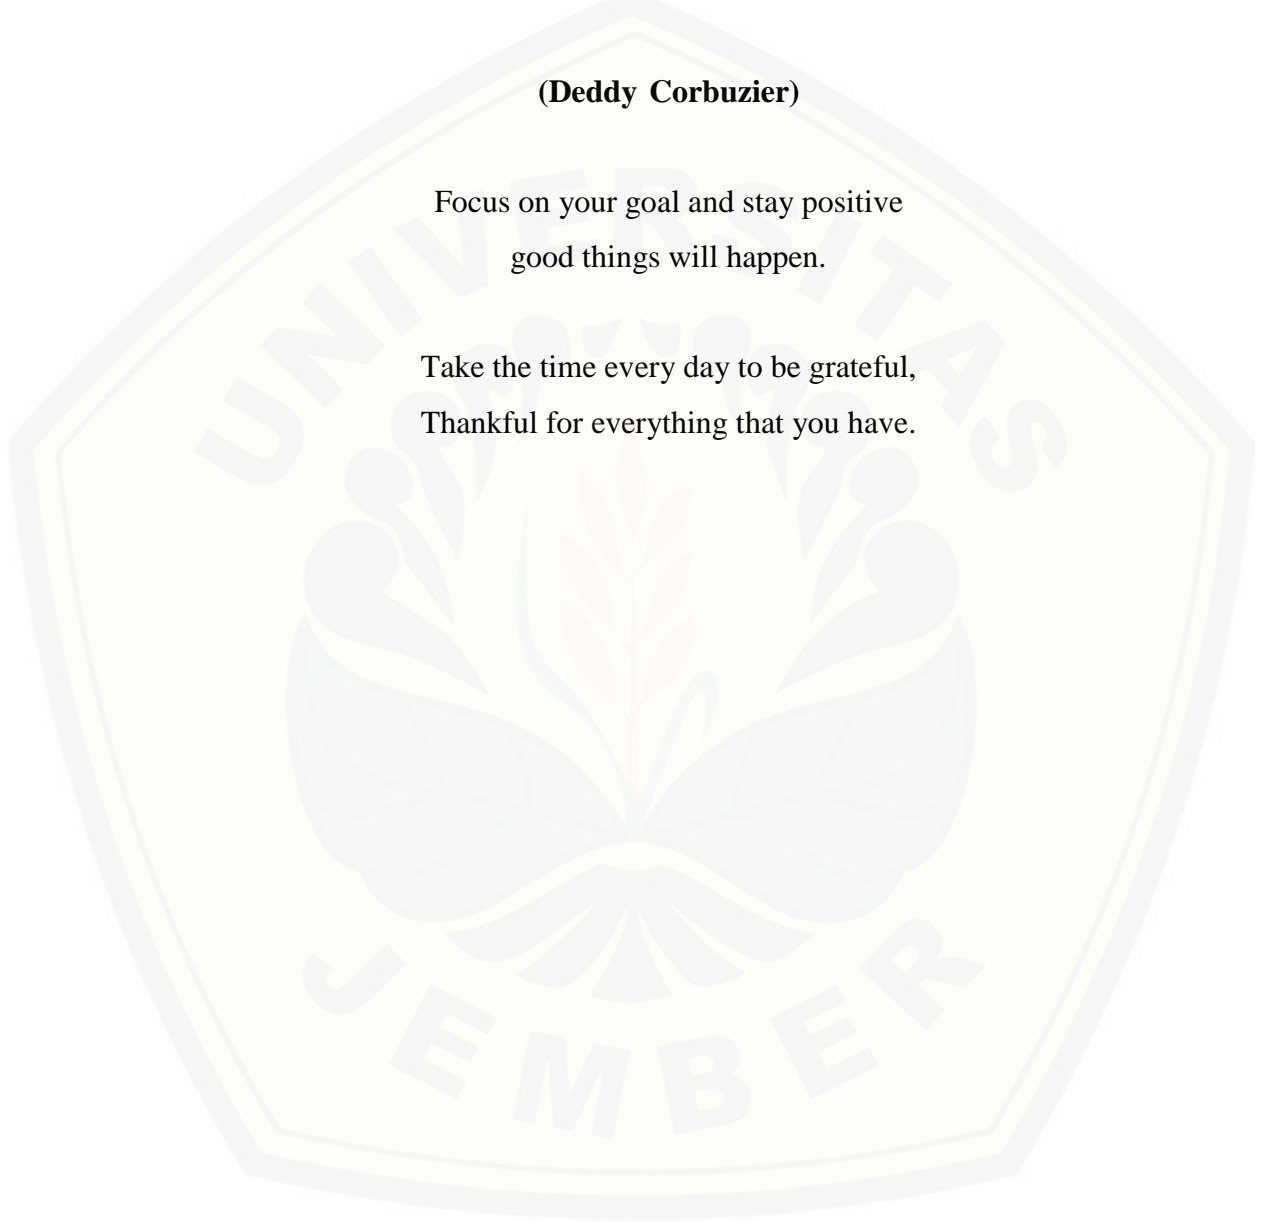 (Deddy Corbuzier)
Focus on your goal and stay positive
good things will happen.
Take the time every day to be grateful,
Thankful for everything that you have.
UNIVERSITAS
JEMBER